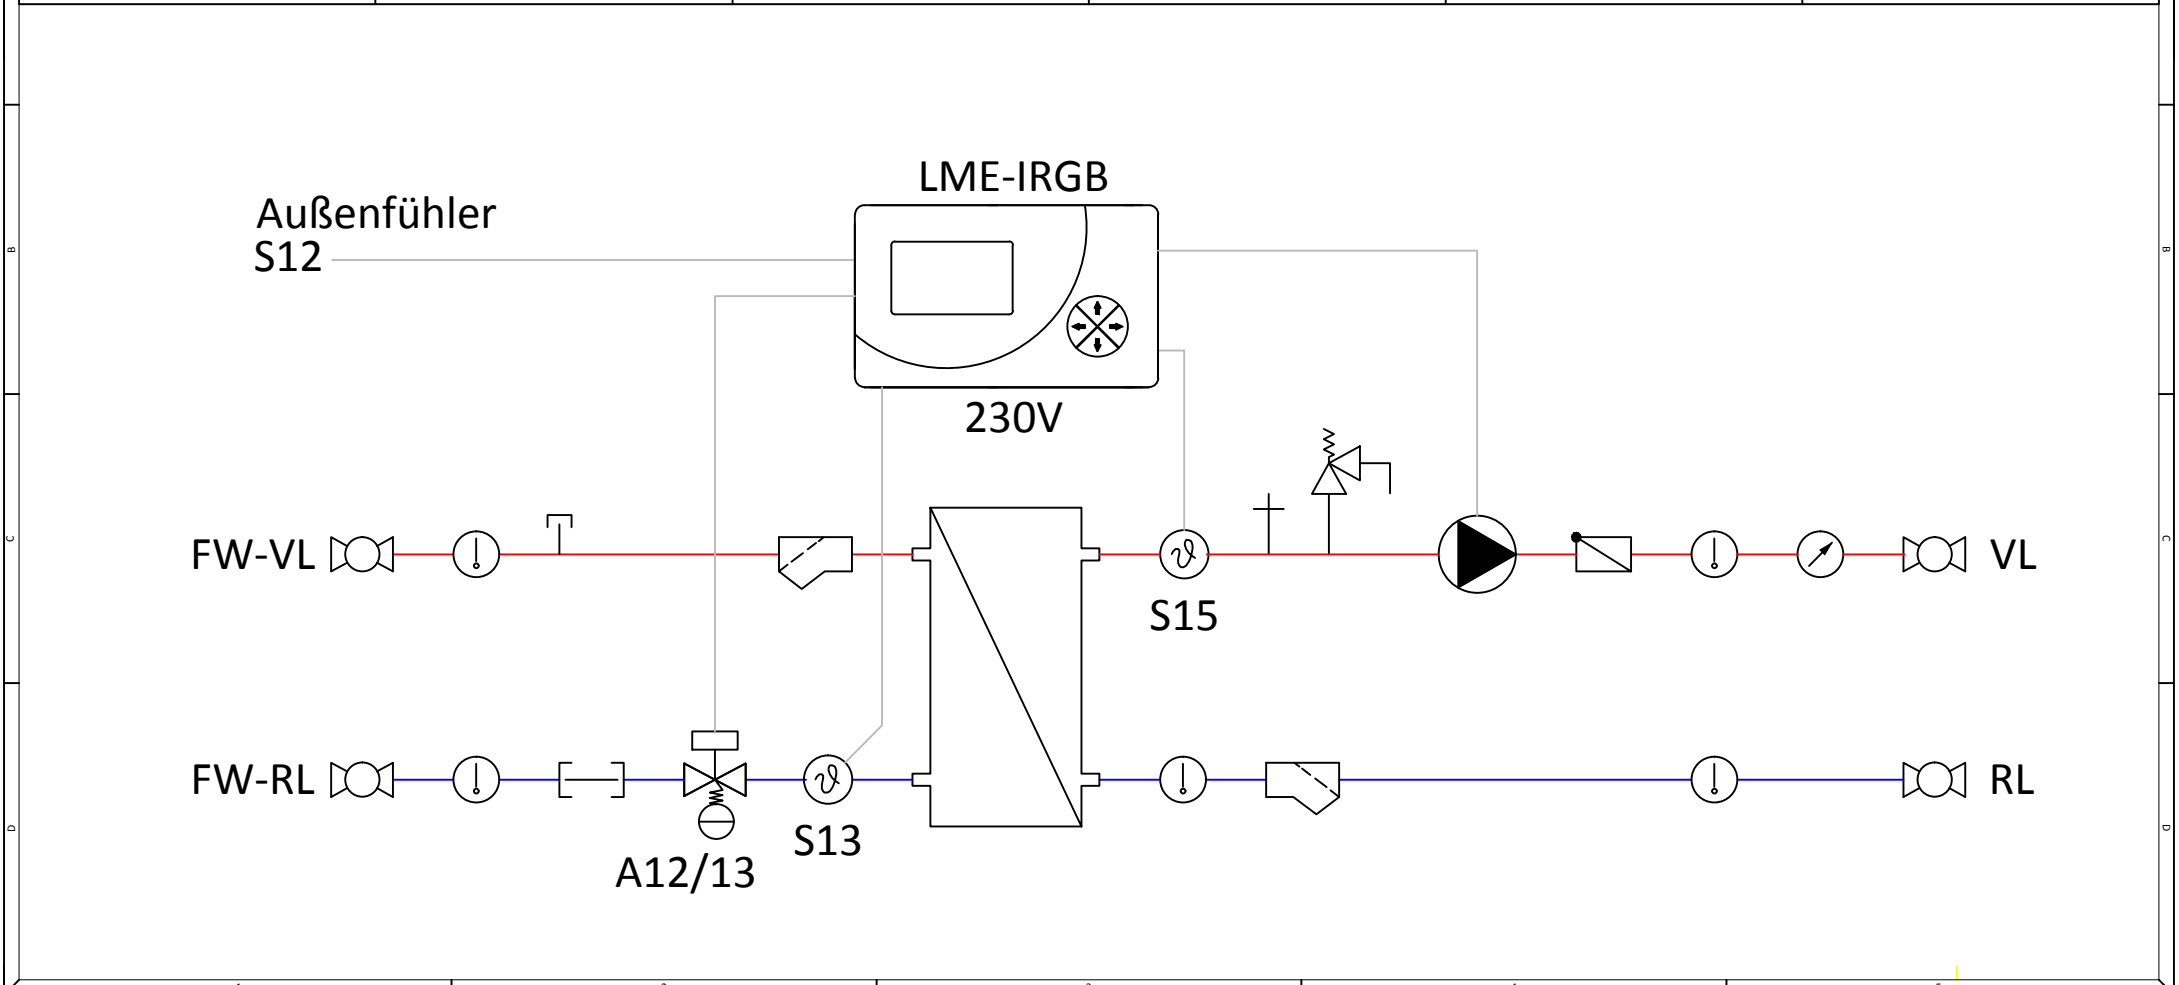 LME-IRGB
Außenfühler
S12
230V
FW-VL
VL
S15
FW-RL
RL
S13
A12/13
B
B
C
C
D
D